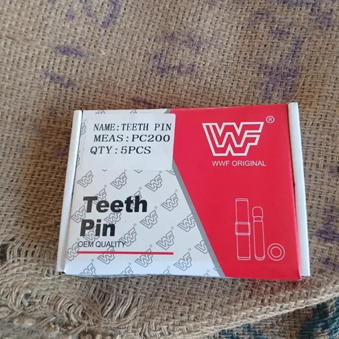 NAME:TEETH PIN
MEAS:PC200
QTY:5PCS
WF®
WWF ORIGINAL
Teeth
Pin
OEM QUALITY